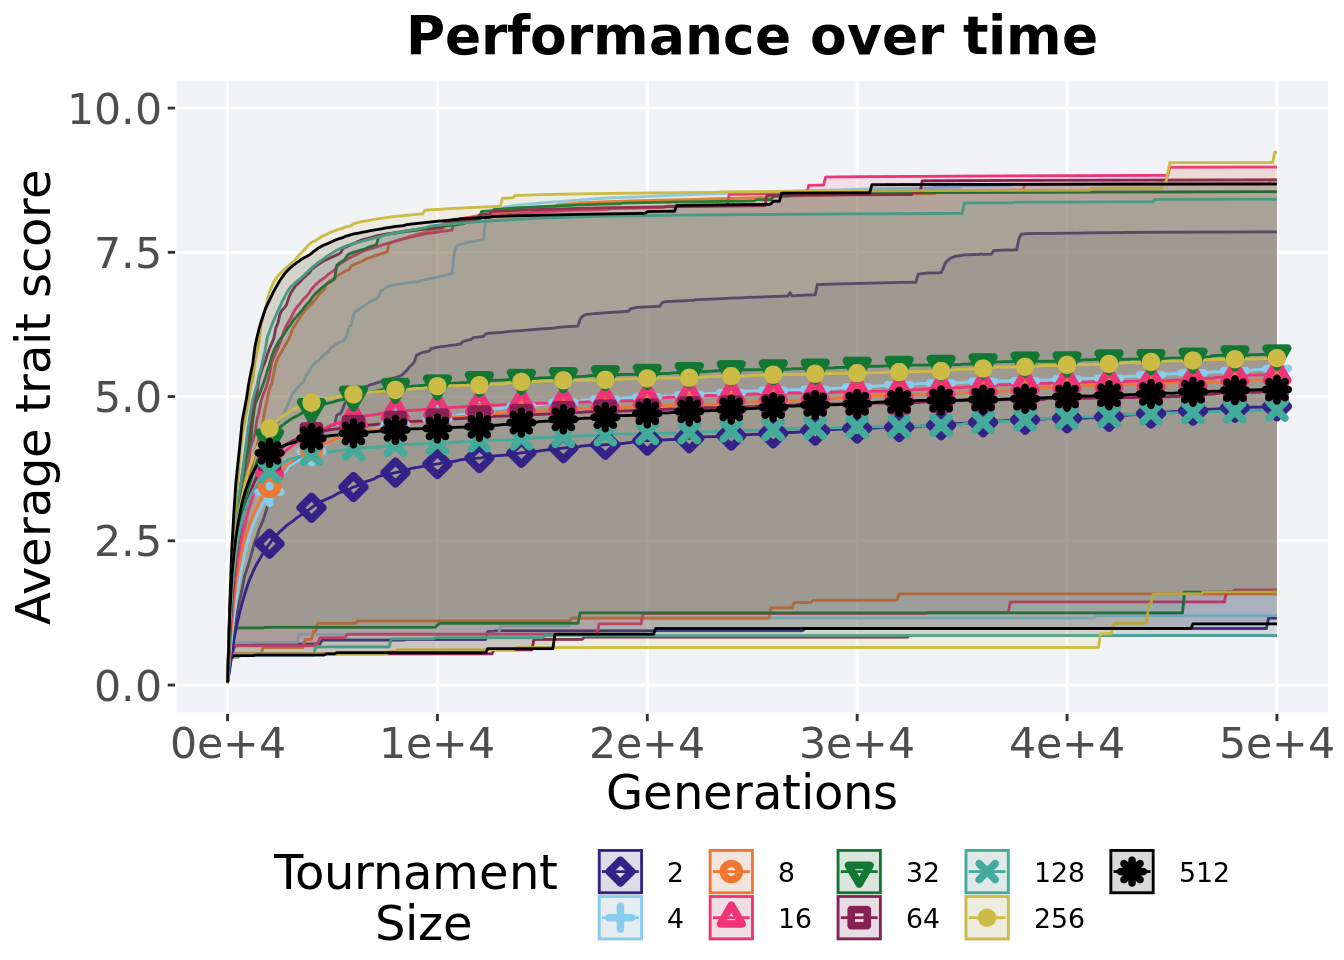 Performance over time
Average trait score
10.0
7.5
5.0
2.5
0.0
0e+4 1e+4 2e+4 3e+4 4e+4 5e+4
Generations
Tournament
Size
2 8 32 128 512
4 16 64 256